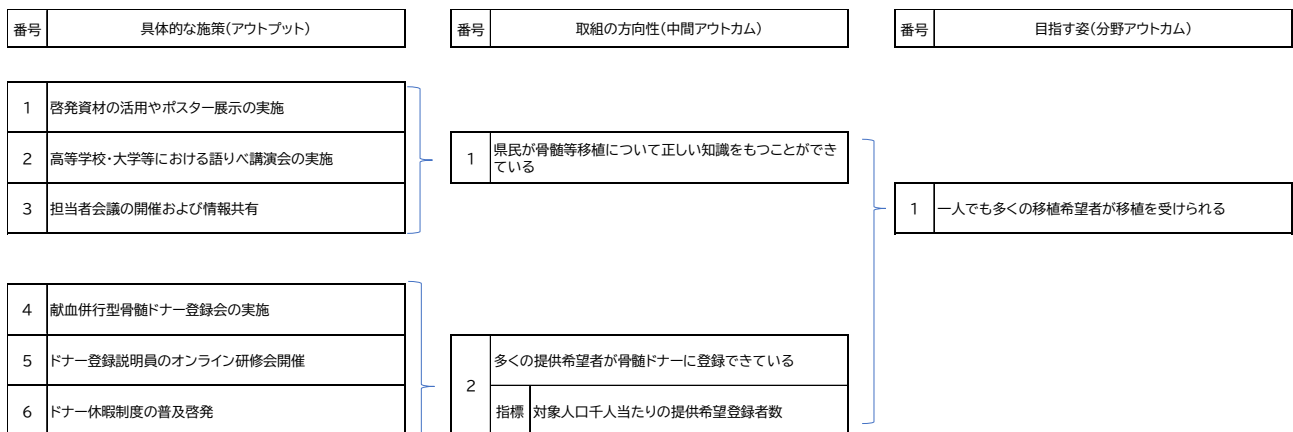 番号 具体的な施策(アウトプット) 番号 取組の方向性(中間アウトカム) 番号 目指す姿(分野アウトカム)
1 啓発資材の活用やポスター展示の実施
2 高等学校・大学等における語りべ講演会の実施
3 担当者会議の開催および情報共有
1 県民が骨髄等移植について正しい知識をもつことができ
ている
1 一人でも多くの移植希望者が移植を受けられる
4 献血併行型骨髄ドナー登録会の実施
5 ドナー登録説明員のオンライン研修会開催
6 ドナー休暇制度の普及啓発
2 多くの提供希望者が骨髄ドナーに登録できている
指標 対象人口千人当たりの提供希望登録者数